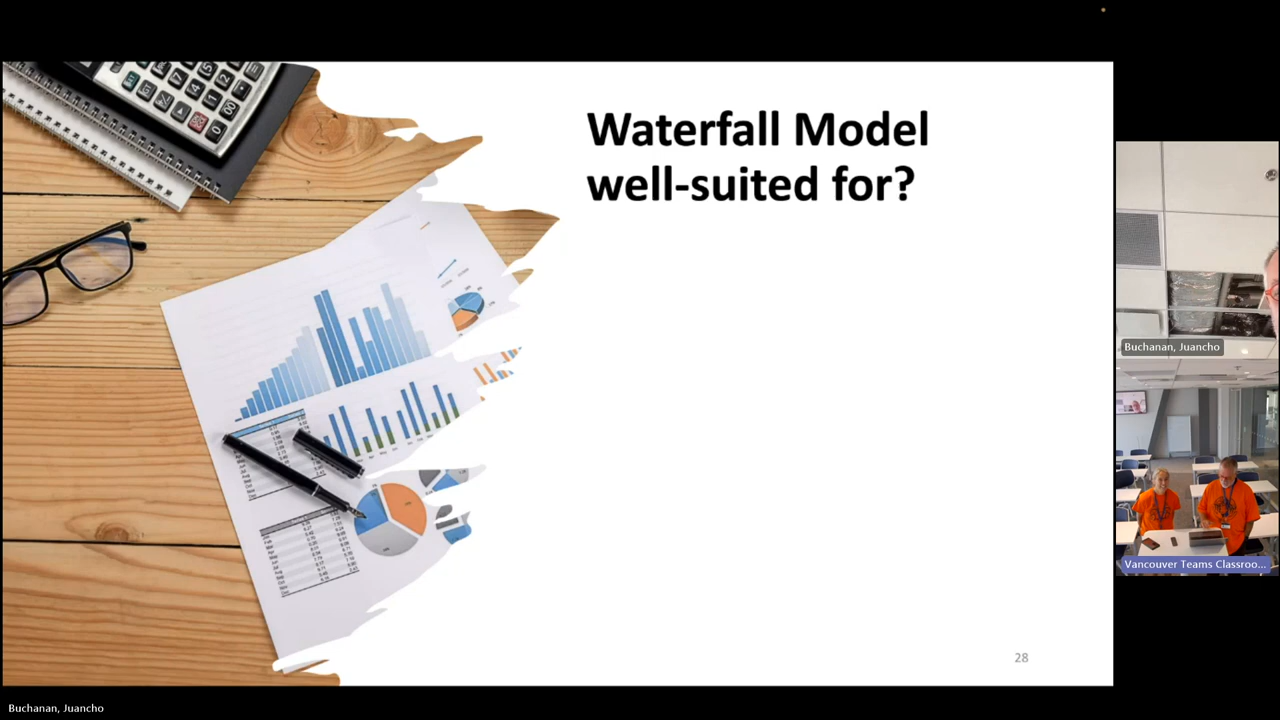 Waterfall Model
well-suited for?
28
Buchanan, Juancho
Vancouver Teams Classroo...
Buchanan, Juancho